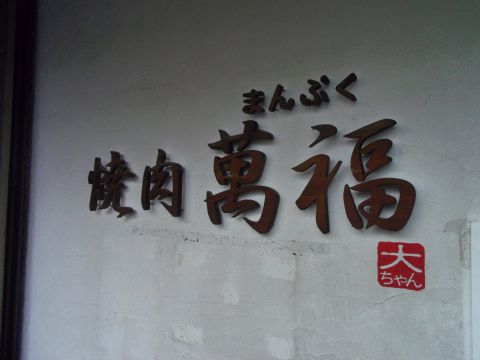 まんぷく
焼肉 萬福
大
ちゃん